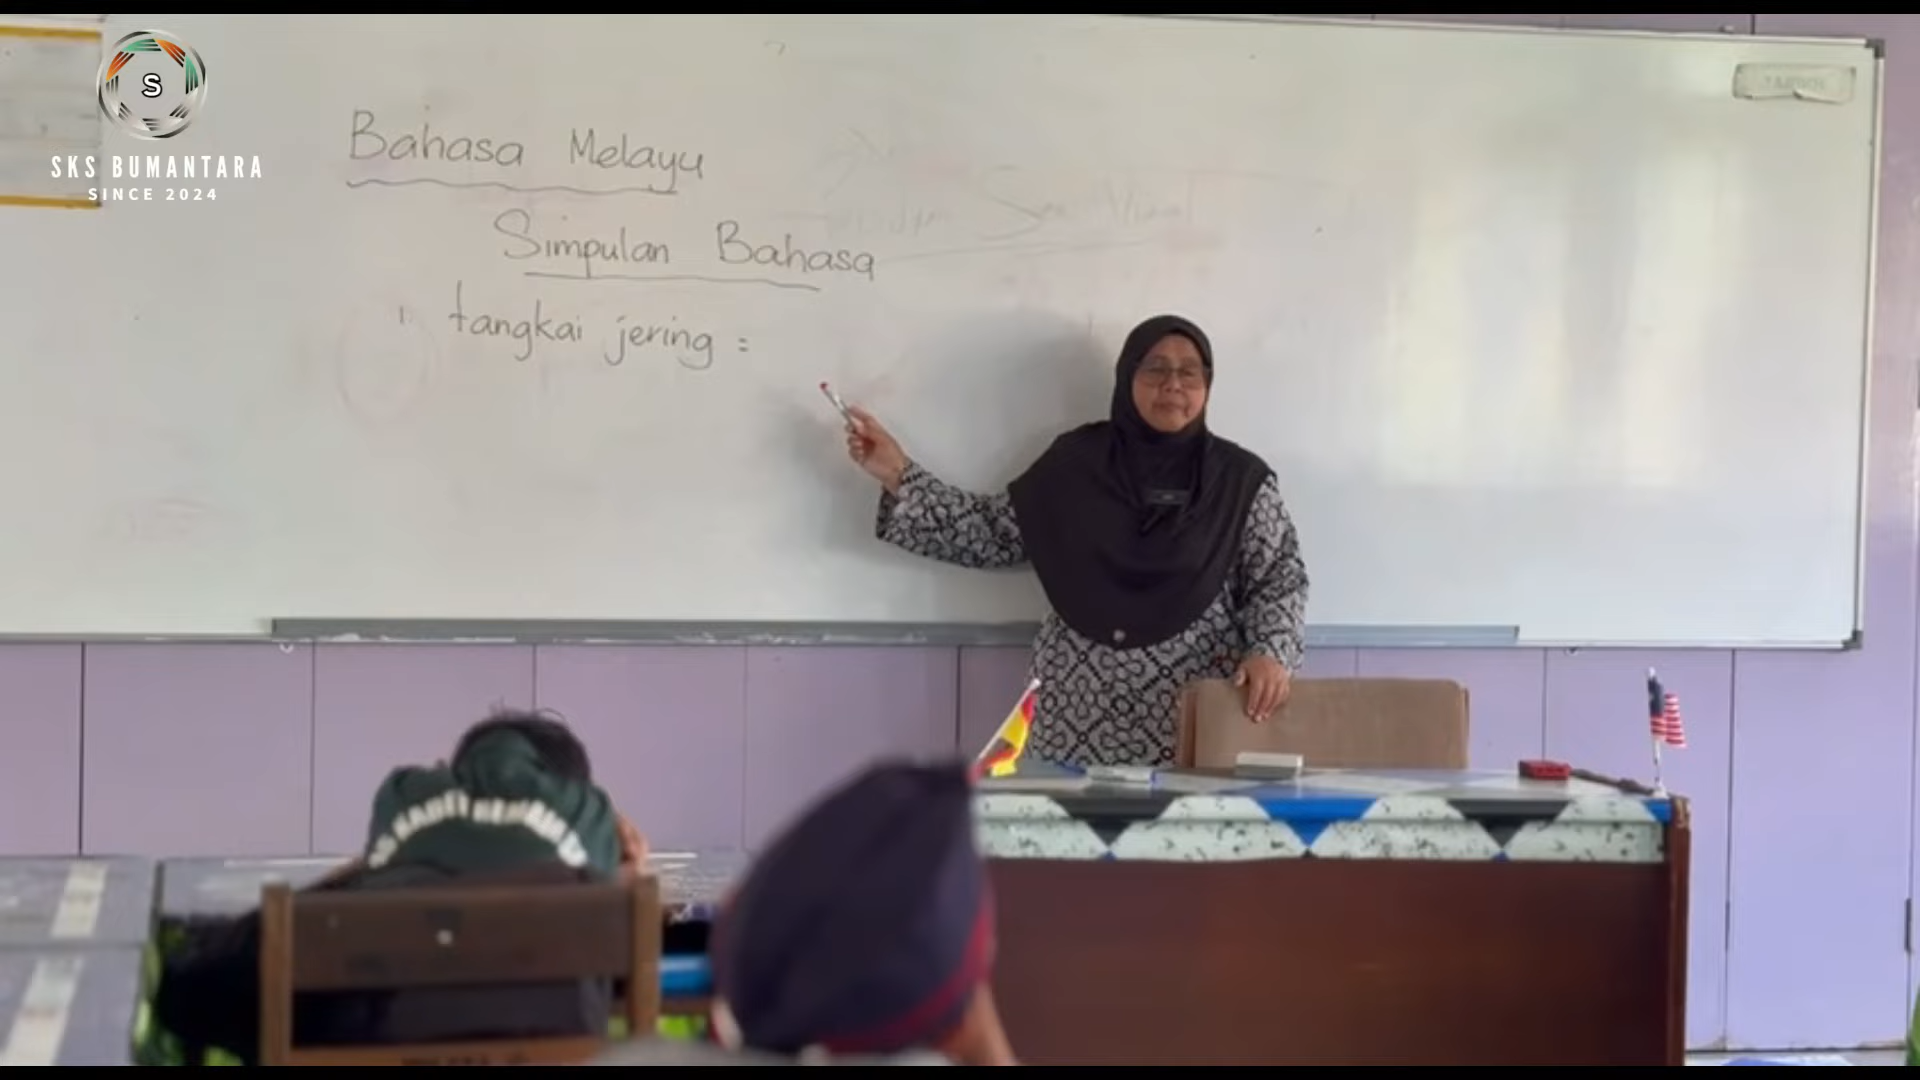 S
SKS BUMANTARA
SINCE 2024
Bahasa Melayu
Simpulan Bahasa
1. tangkai jering =